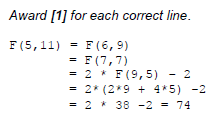 Award [1] for each correct line.
F(5,11) = F(6,9)
= F(7,7)
= 2 * F(9,5) - 2
= 2*(2*9 + 4*5) -2
= 2 * 38 -2 = 74